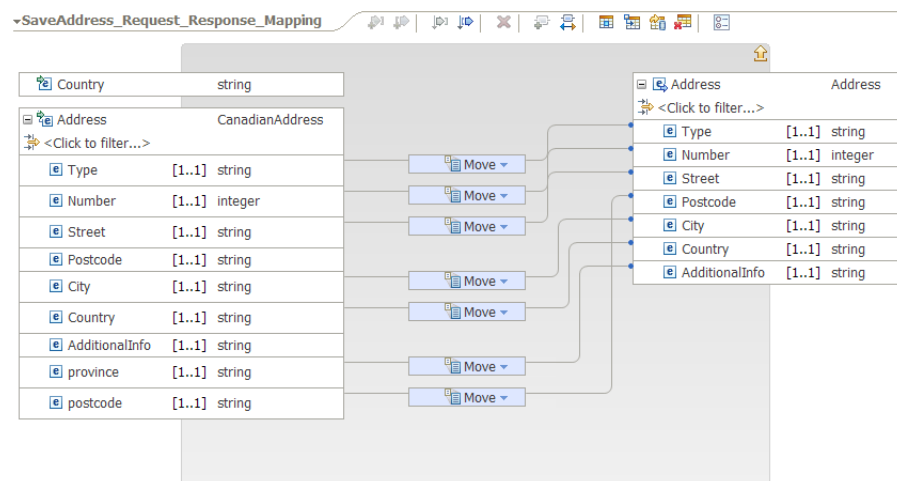 SaveAddress_Request_Response_Mapping
Country string
Address CanadianAddress
<Click to filter...>
Type [1..1] string
Number [1..1] integer
Street [1..1] string
Postcode [1..1] string
City [1..1] string
Country [1..1] string
AdditionalInfo [1..1] string
province [1..1] string
postcode [1..1] string
Move
Move
Move
Move
Move
Move
Move
Address Address
<Click to filter...>
Type [1..1] string
Number [1..1] integer
Street [1..1] string
Postcode [1..1] string
City [1..1] string
Country [1..1] string
AdditionalInfo [1..1] string